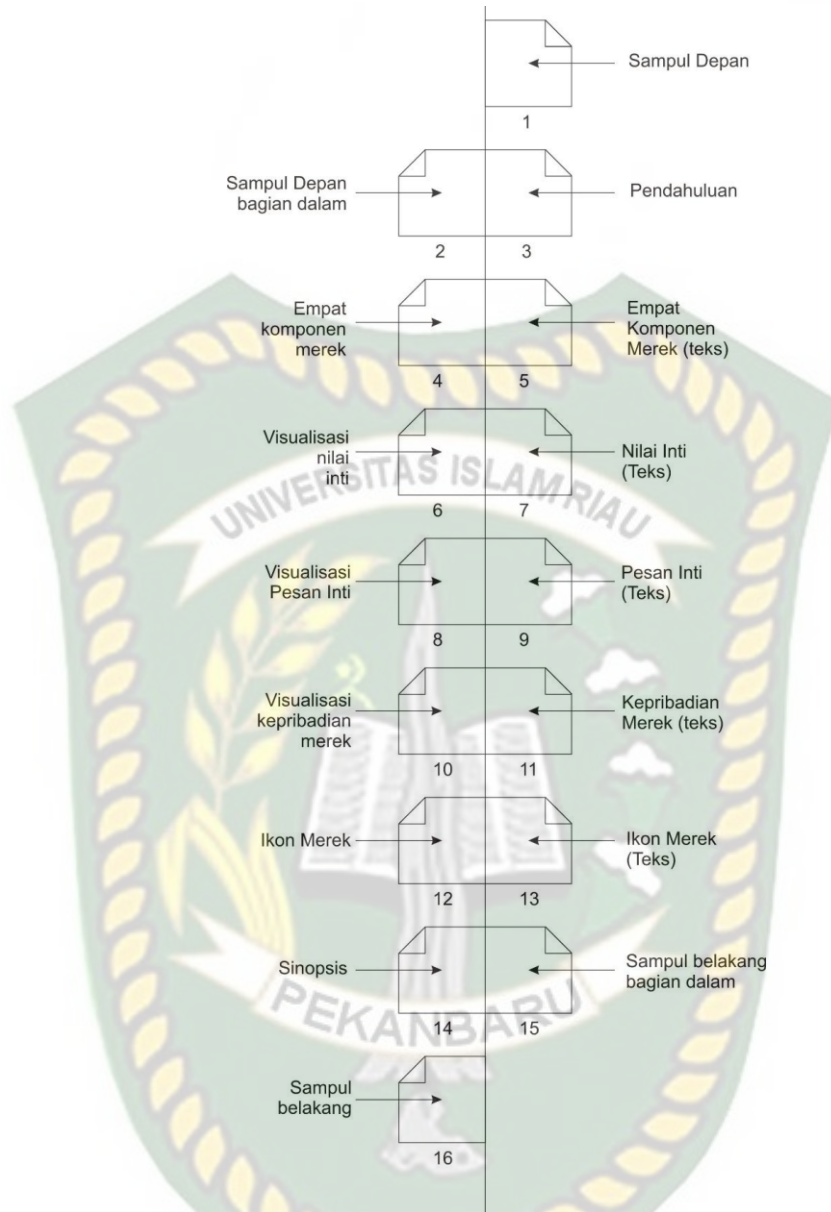 Sampul Depan
1
Sampul Depan
bagian dalam
Pendahuluan
2
3
Empat
komponen
merek
Empat
Komponen
Merek (teks)
4
5
Visualisasi
nilai
inti
Nilai Inti
(Teks)
UNIVERSITAS ISLAM RIAU
6
7
Visualisasi
Pesan Inti
Pesan Inti
(Teks)
8
9
Visualisasi
kepribadian
merek
Kepribadian
Merek (teks)
10
11
Ikon Merek
Ikon Merek
(Teks)
12
13
Sinopsis
Sampul belakang
bagian dalam
PEKANBARU
14
15
Sampul
belakang
16